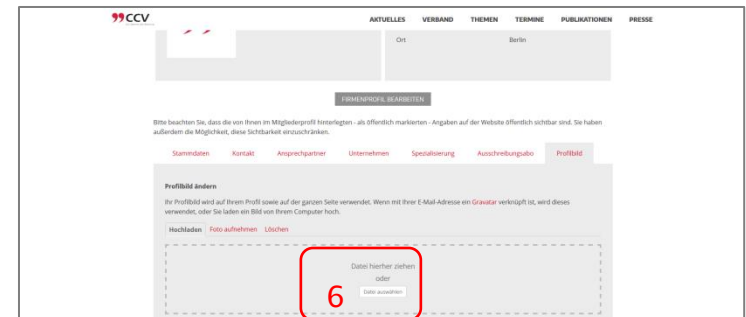 CCV
AKTUELLES VERBAND THEMEN TERMINE PUBLIKATIONEN PRESSE
Ort Berlin
FIRMENPROFIL BEARBEITEN
Bitte beachten Sie, dass die von Ihnen im Mitgliederprofil hinterlegten - als öffentlich markierten - Angaben auf der Website öffentlich sichtbar sind. Sie haben
außerdem die Möglichkeit, diese Sichtbarkeit einzuschränken.
Stammdaten Kontakt Ansprechpartner Unternehmen Spezialisierung Ausschreibungsabo Profilbild
Profilbild ändern
Ihr Profilbild wird auf Ihrem Profil sowie auf der ganzen Seite verwendet. Wenn mit Ihrer E-Mail-Adresse ein Gravatar verknüpft ist, wird dieses
verwendet, oder Sie laden ein Bild von Ihrem Computer hoch.
Hochladen Foto aufnehmen Löschen
Datei hierher ziehen
oder
Datei auswählen
6